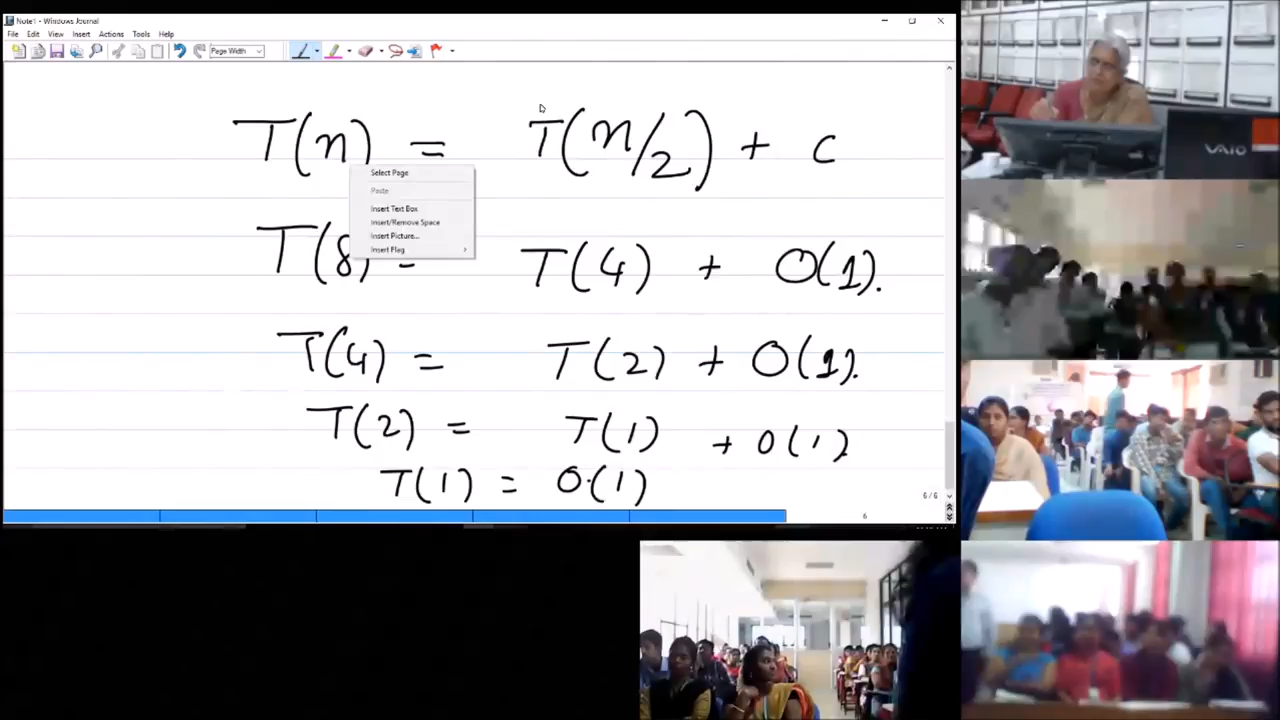 Note1 - Windows Journal
File Edit View Insert Actions Tools Help
Page Width
T(n) = T(n/2) + c
Select Page
Paste
Insert Text Box
Insert/Remove Space
Insert Picture...
Insert Flag
T(8) = T(4) + O(1).
T(4) = T(2) + O(1).
T(2) = T(1) + O(1).
T(1) = O(1)
6/6
6
VAIO